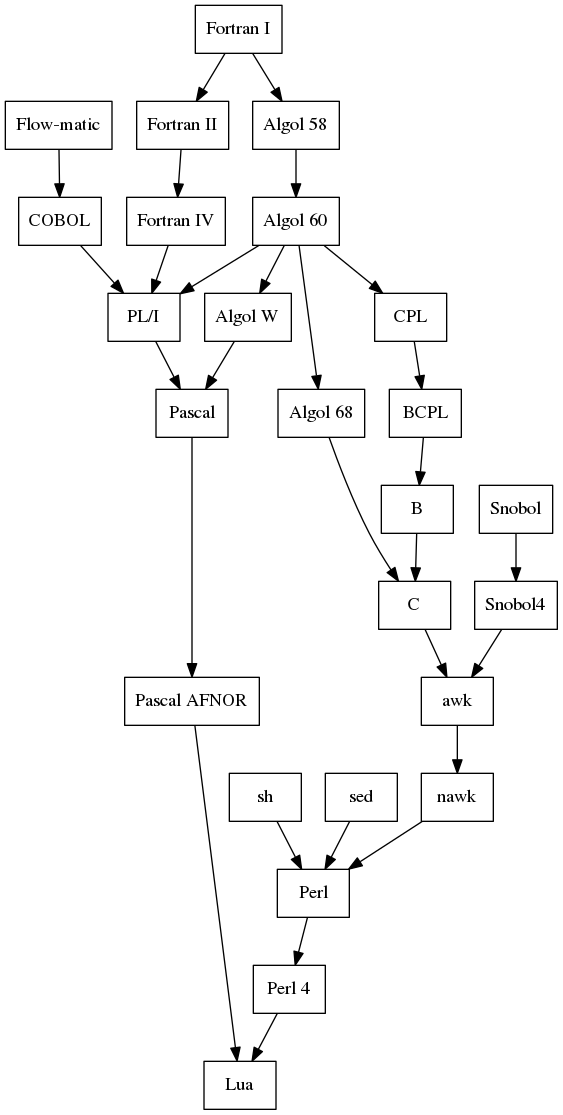 Fortran I
Flow-matic
Fortran II
Algol 58
COBOL
Fortran IV
Algol 60
PL/I
Algol W
CPL
Pascal
Algol 68
BCPL
B
Snobol
C
Snobol4
Pascal AFNOR
awk
sh
sed
nawk
Perl
Perl 4
Lua